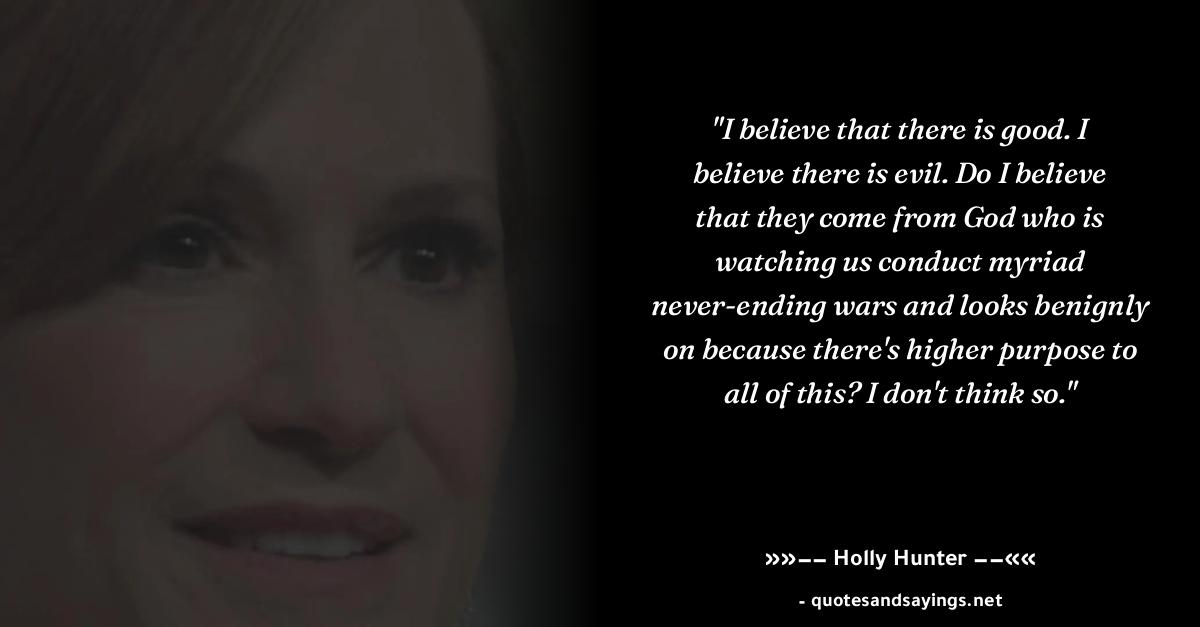 "I believe that there is good. I
believe there is evil. Do I believe
that they come from God who is
watching us conduct myriad
never-ending wars and looks benignly
on because there's higher purpose to
all of this? I don't think so."
»»−− Holly Hunter −−««
- quotesandsayings.net